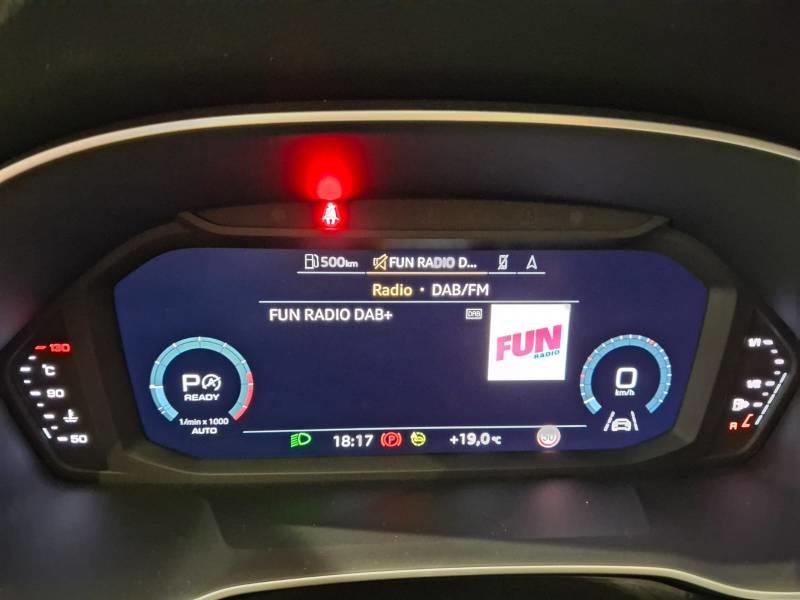 500km FUN RADIO D...
Radio • DAB/FM
FUN RADIO DAB+ DAB
FUN
RADIO
130
°C
90
50
P A
READY
1/min x 1000
AUTO
0
km/h
1/1
1/2
R
18:17 P +19,0°C 50